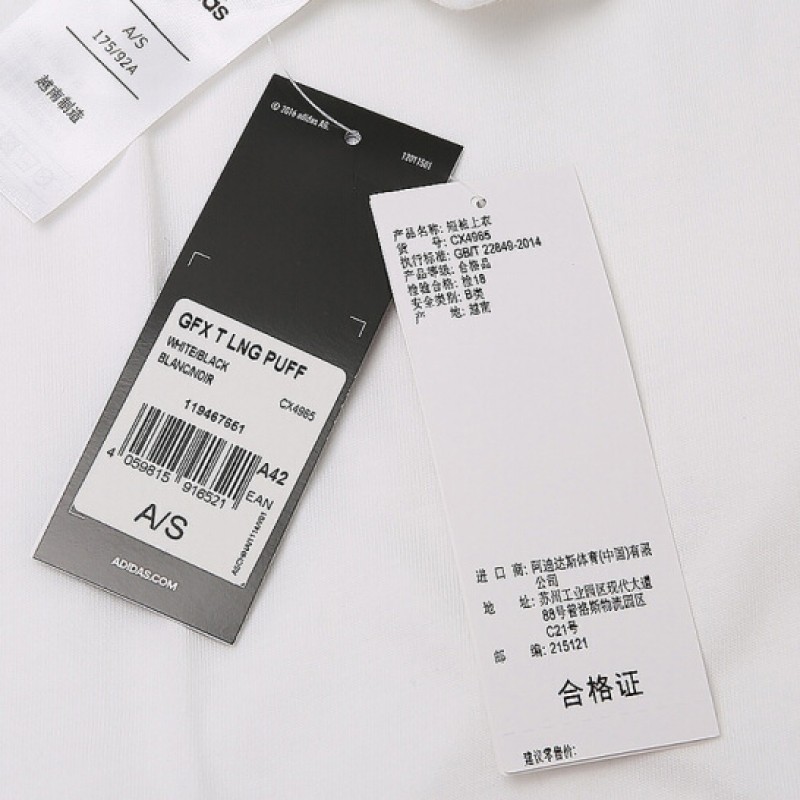 das
A/S
175/92A
越南制造
© 2016 adidas AG.
12011501
GFX T LNG PUFF
WHITE/BLACK
BLANC/NOIR
CX4985
119467661
A42
4 059815 916521
EAN
A/S
ADIDAS.COM
产品名称: 短袖上衣
货 号: CX4985
执行标准: GB/T 22849-2014
产品等级: 合格品
检验合格: 检18
安全类别: B类
产 地: 越南
进 口 商: 阿迪达斯体育(中国)有限
公司
地 址: 苏州工业园区现代大道
88号普洛斯物流园区
C21号
邮 编: 215121
合格证
建议零售价: